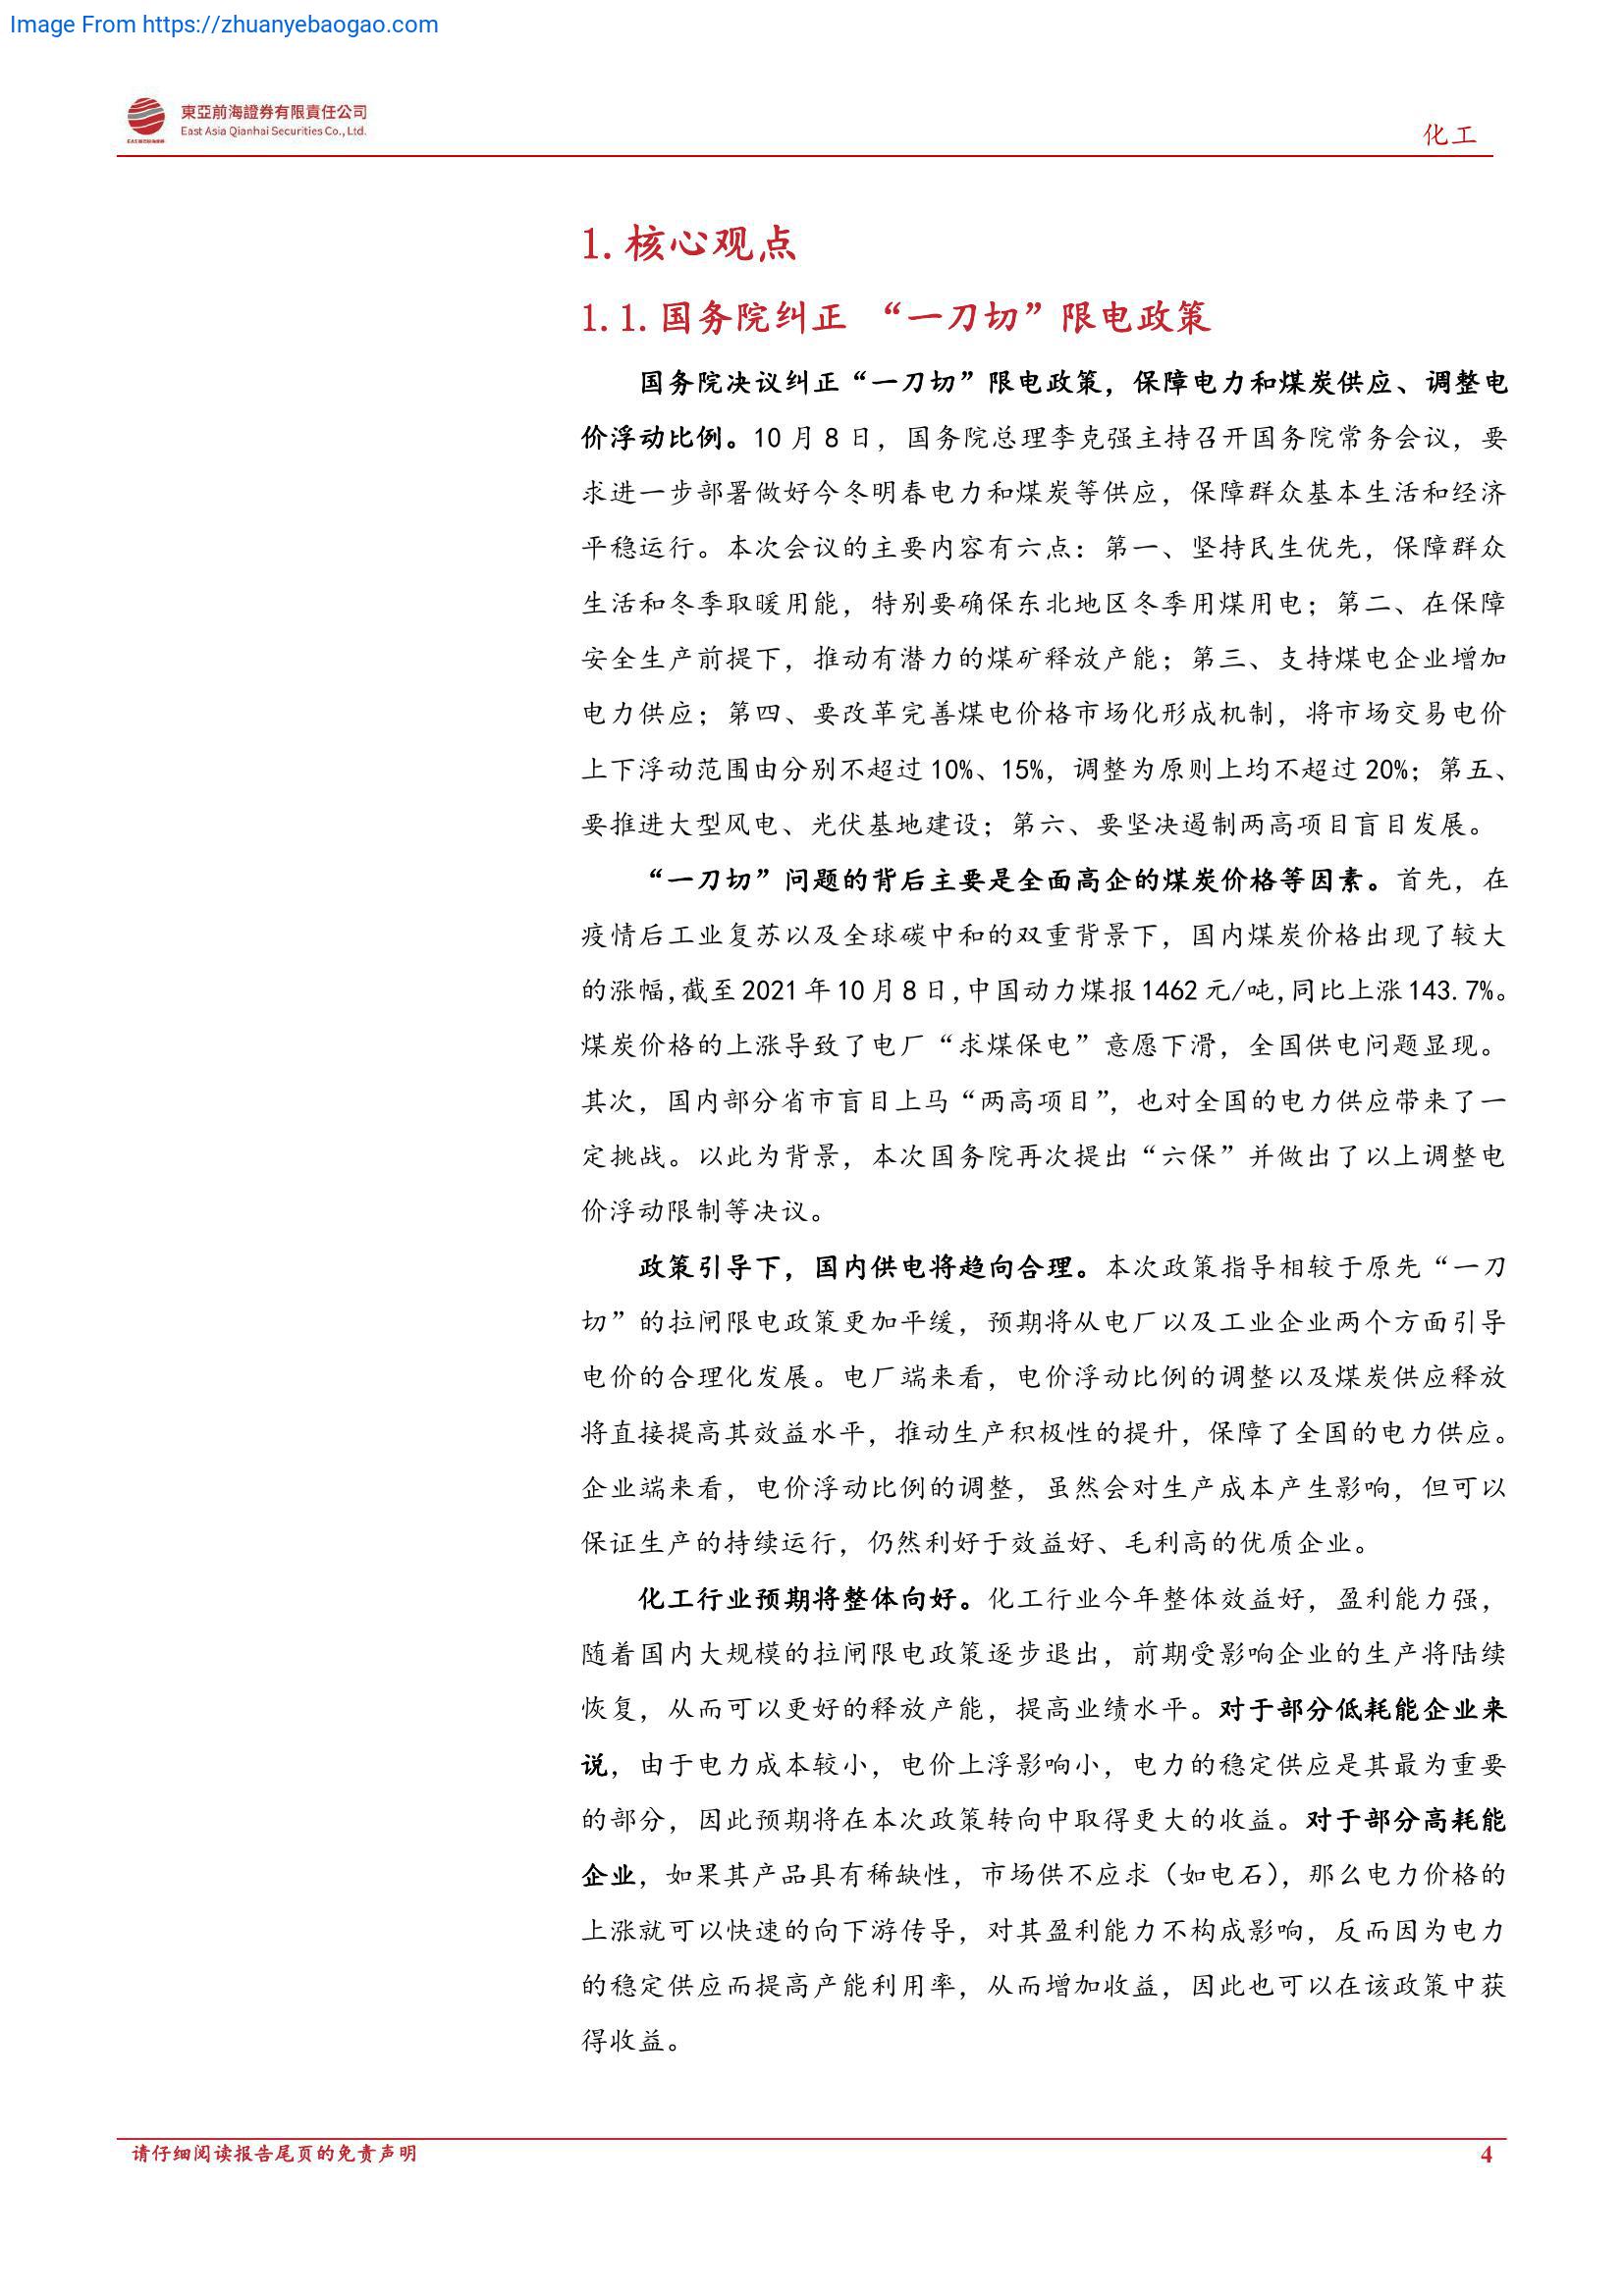 Image From https://zhuanyebaogao.com
東亞前海證券有限責任公司
East Asia Qianhai Securities Co., Ltd.
化工
1.核心观点
1.1.国务院纠正 “一刀切”限电政策
国务院决议纠正“一刀切”限电政策，保障电力和煤炭供应、调整电
价浮动比例。10 月 8 日，国务院总理李克强主持召开国务院常务会议，要
求进一步部署做好今冬明春电力和煤炭等供应，保障群众基本生活和经济
平稳运行。本次会议的主要内容有六点：第一、坚持民生优先，保障群众
生活和冬季取暖用能，特别要确保东北地区冬季用煤用电；第二、在保障
安全生产前提下，推动有潜力的煤矿释放产能；第三、支持煤电企业增加
电力供应；第四、要改革完善煤电价格市场化形成机制，将市场交易电价
上下浮动范围由分别不超过 10%、15%，调整为原则上均不超过 20%；第五、
要推进大型风电、光伏基地建设；第六、要坚决遏制两高项目盲目发展。
“一刀切”问题的背后主要是全面高企的煤炭价格等因素。首先，在
疫情后工业复苏以及全球碳中和的双重背景下，国内煤炭价格出现了较大
的涨幅,截至 2021 年 10 月 8 日,中国动力煤报 1462 元/吨,同比上涨 143.7%。
煤炭价格的上涨导致了电厂“求煤保电”意愿下滑，全国供电问题显现。
其次，国内部分省市盲目上马“两高项目”，也对全国的电力供应带来了一
定挑战。以此为背景，本次国务院再次提出“六保”并做出了以上调整电
价浮动限制等决议。
政策引导下，国内供电将趋向合理。本次政策指导相较于原先“一刀
切”的拉闸限电政策更加平缓，预期将从电厂以及工业企业两个方面引导
电价的合理化发展。电厂端来看，电价浮动比例的调整以及煤炭供应释放
将直接提高其效益水平，推动生产积极性的提升，保障了全国的电力供应。
企业端来看，电价浮动比例的调整，虽然会对生产成本产生影响，但可以
保证生产的持续运行，仍然利好于效益好、毛利高的优质企业。
化工行业预期将整体向好。化工行业今年整体效益好，盈利能力强，
随着国内大规模的拉闸限电政策逐步退出，前期受影响企业的生产将陆续
恢复，从而可以更好的释放产能，提高业绩水平。对于部分低耗能企业来
说，由于电力成本较小，电价上浮影响小，电力的稳定供应是其最为重要
的部分，因此预期将在本次政策转向中取得更大的收益。对于部分高耗能
企业，如果其产品具有稀缺性，市场供不应求（如电石），那么电力价格的
上涨就可以快速的向下游传导，对其盈利能力不构成影响，反而因为电力
的稳定供应而提高产能利用率，从而增加收益，因此也可以在该政策中获
得收益。
请仔细阅读报告尾页的免责声明
4